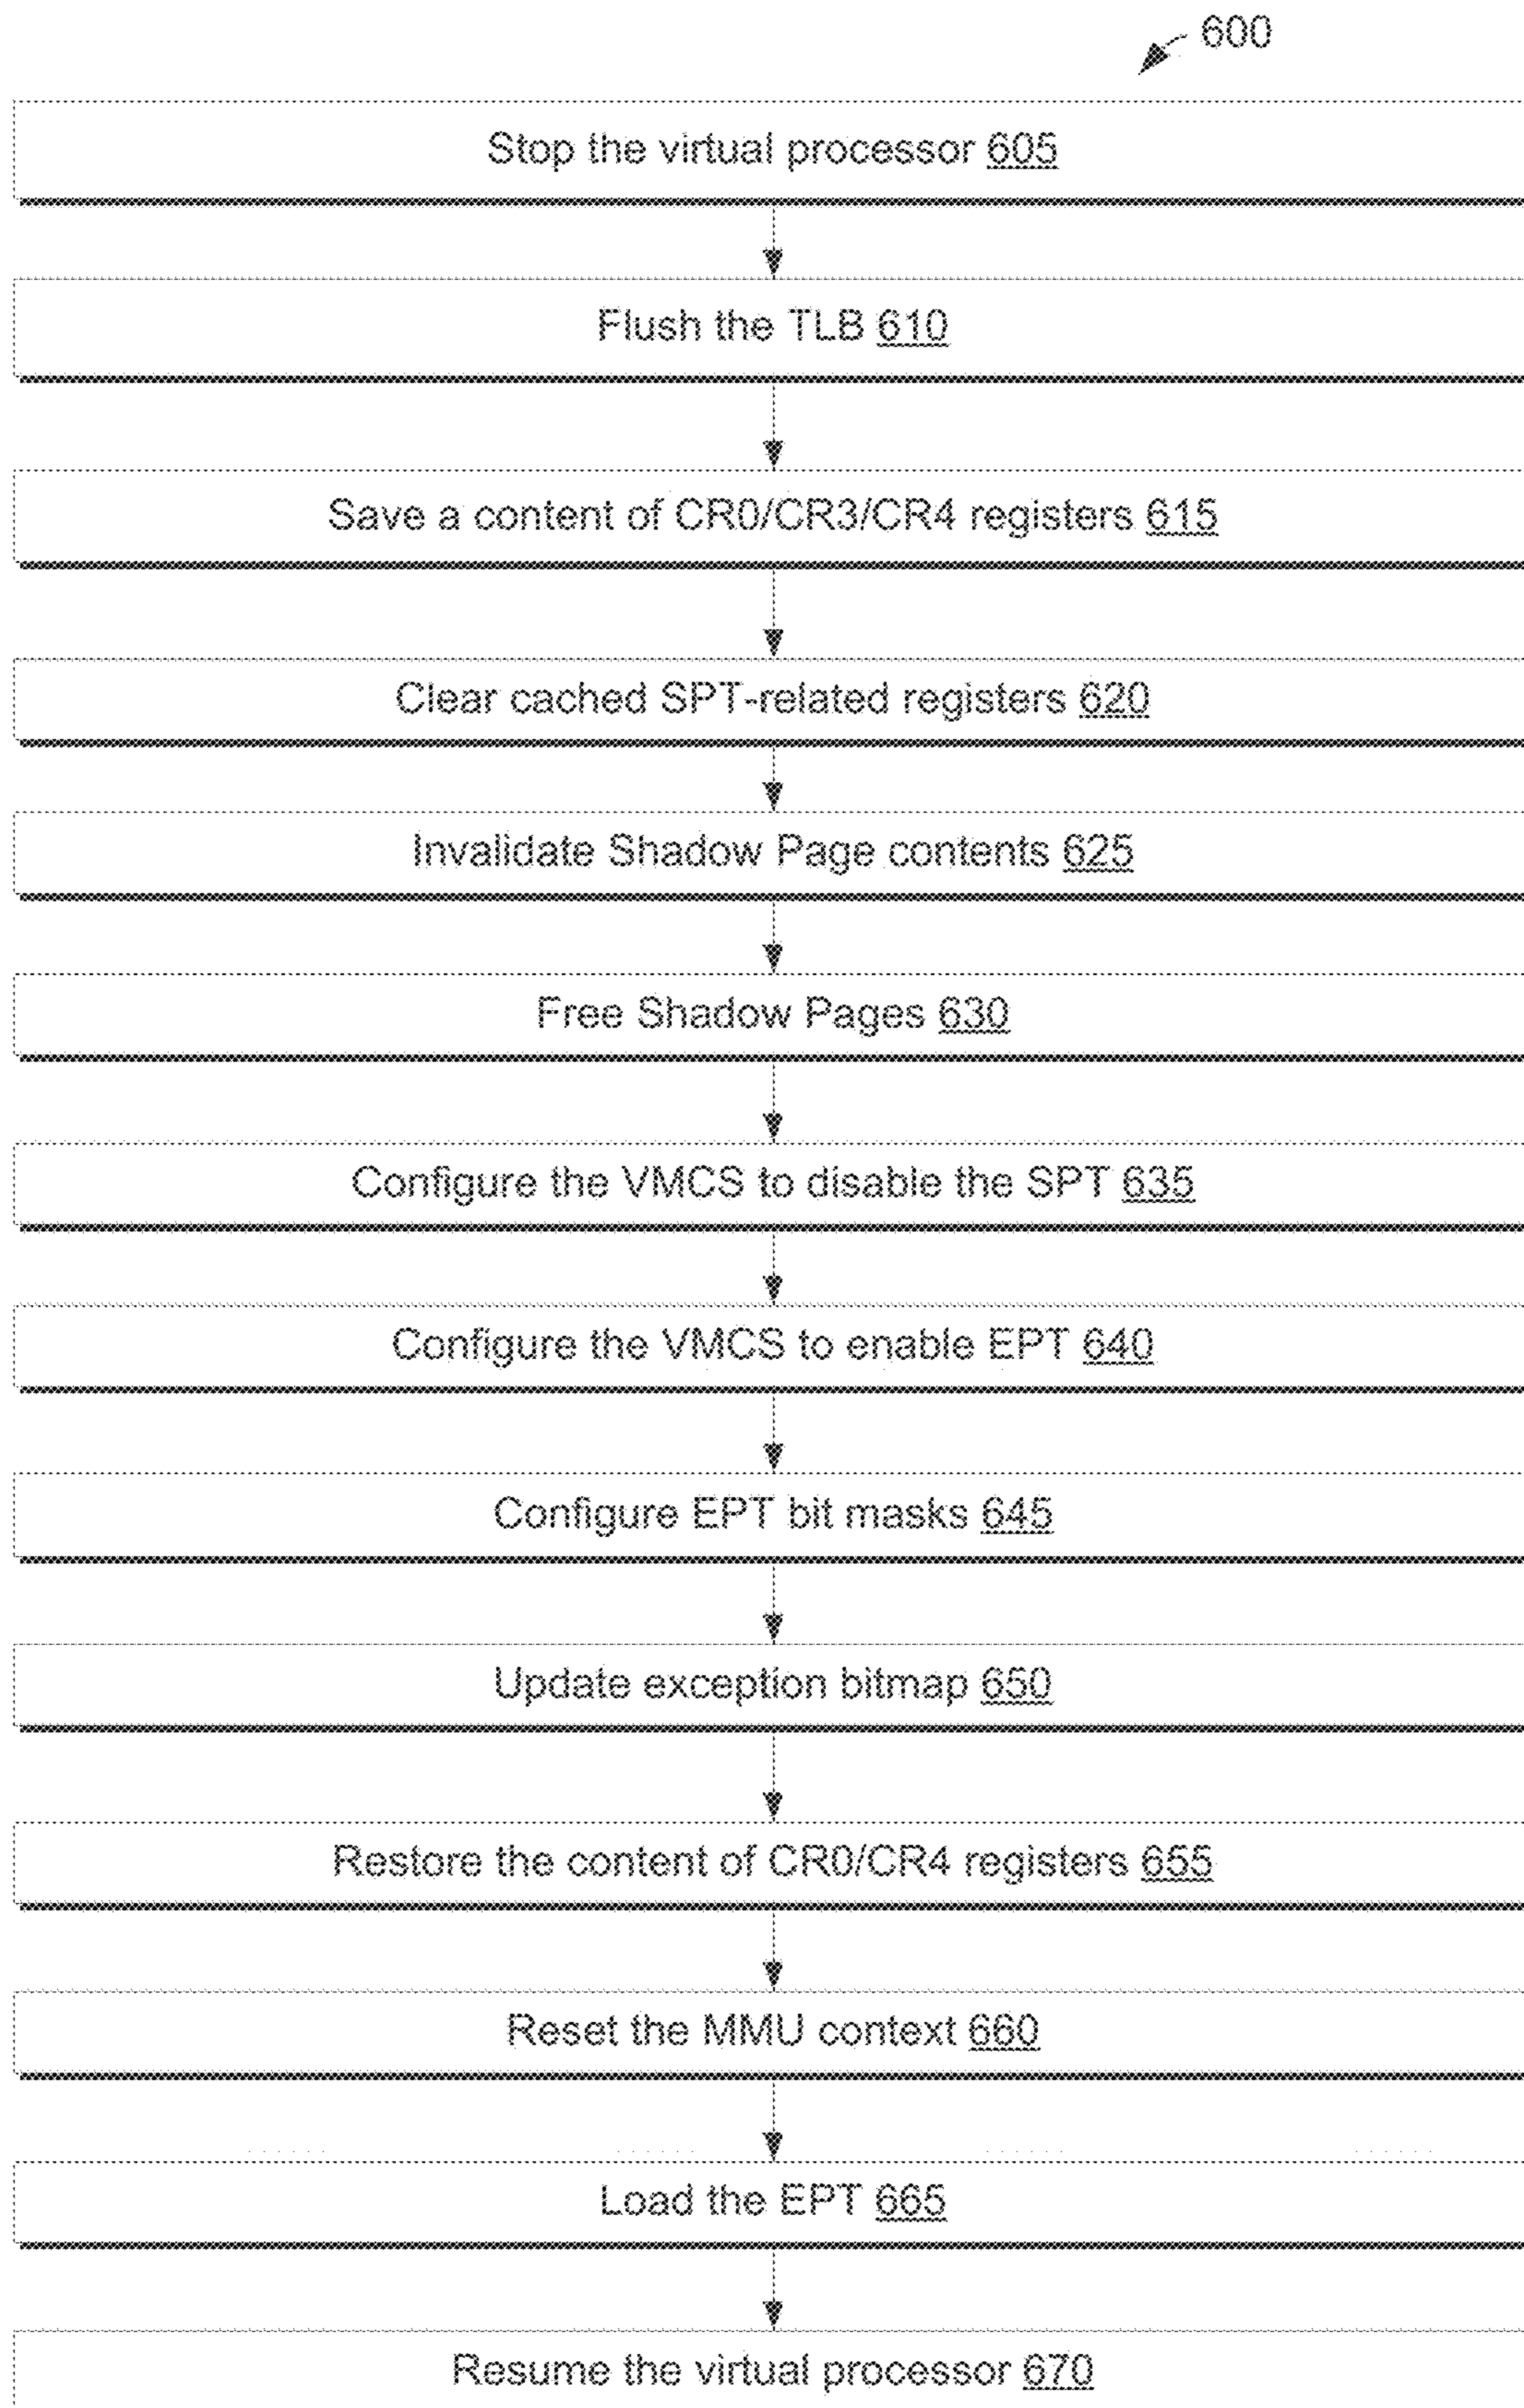 600
Stop the virtual processor 605
Flush the TLB 610
Save a content of CR0/CR3/CR4 registers 615
Clear cached SPT-related registers 620
Invalidate Shadow Page contents 625
Free Shadow Pages 630
Configure the VMCS to disable the SPT 635
Configure the VMCS to enable EPT 640
Configure EPT bit masks 645
Update exception bitmap 650
Restore the content of CR0/CR4 registers 655
Reset the MMU context 660
Load the EPT 665
Resume the virtual processor 670